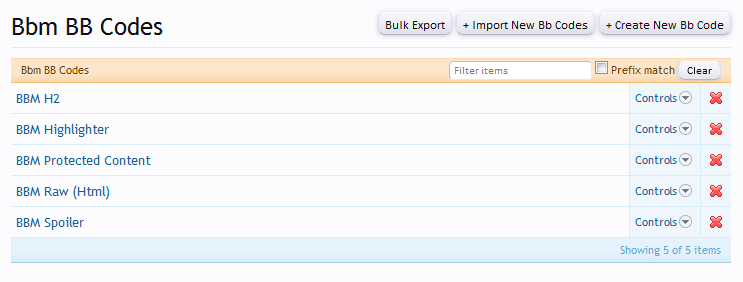 Bbm BB Codes Bulk Export + Import New Bb Codes + Create New Bb Code
Bbm BB Codes Filter items Prefix match Clear
BBM H2 Controls
BBM Highlighter Controls
BBM Protected Content Controls
BBM Raw (Html) Controls
BBM Spoiler Controls
Showing 5 of 5 items